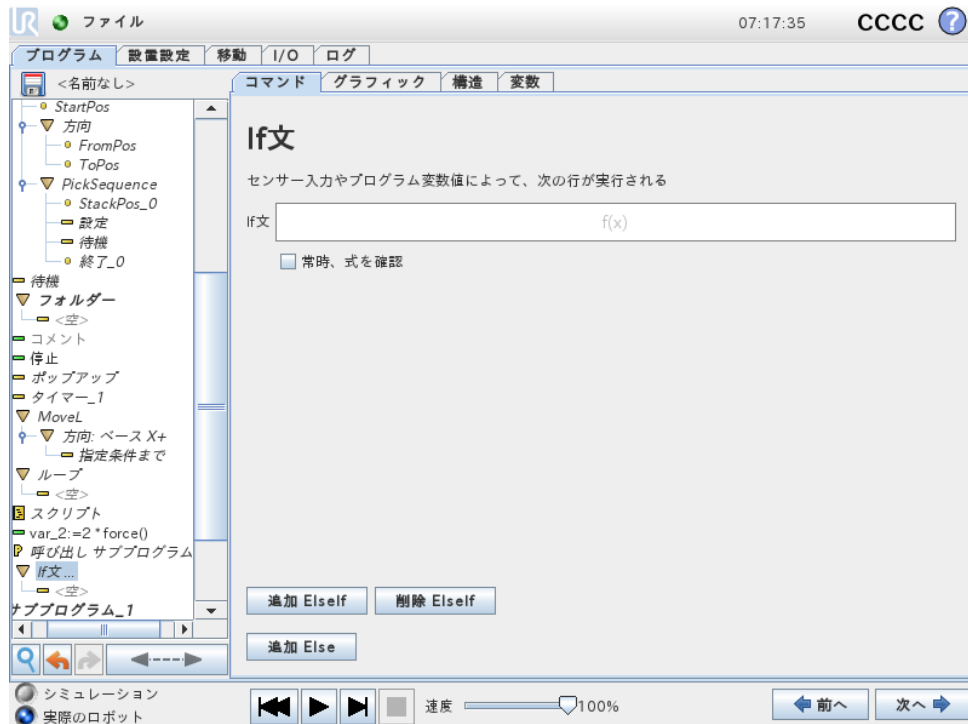 UR ファイル 07:17:35 CCCC ?
プログラム 設置設定 移動 I/O ログ
<名前なし>
コマンド グラフィック 構造 変数
StartPos
方向
FromPos
ToPos
PickSequence
StackPos_0
設定
待機
終了_0
待機
フォルダー
<空>
コメント
停止
ポップアップ
タイマー_1
MoveL
方向: ベース X+
指定条件まで
ループ
<空>
スクリプト
var_2:=2*force()
呼び出し サブプログラム
If文...
<空>
サブプログラム_1
If文
センサー入力やプログラム変数値によって、次の行が実行される
If文 f(x)
常時、式を確認
追加 ElseIf 削除 ElseIf
追加 Else
シミュレーション
実際のロボット
速度 100%
前へ 次へ